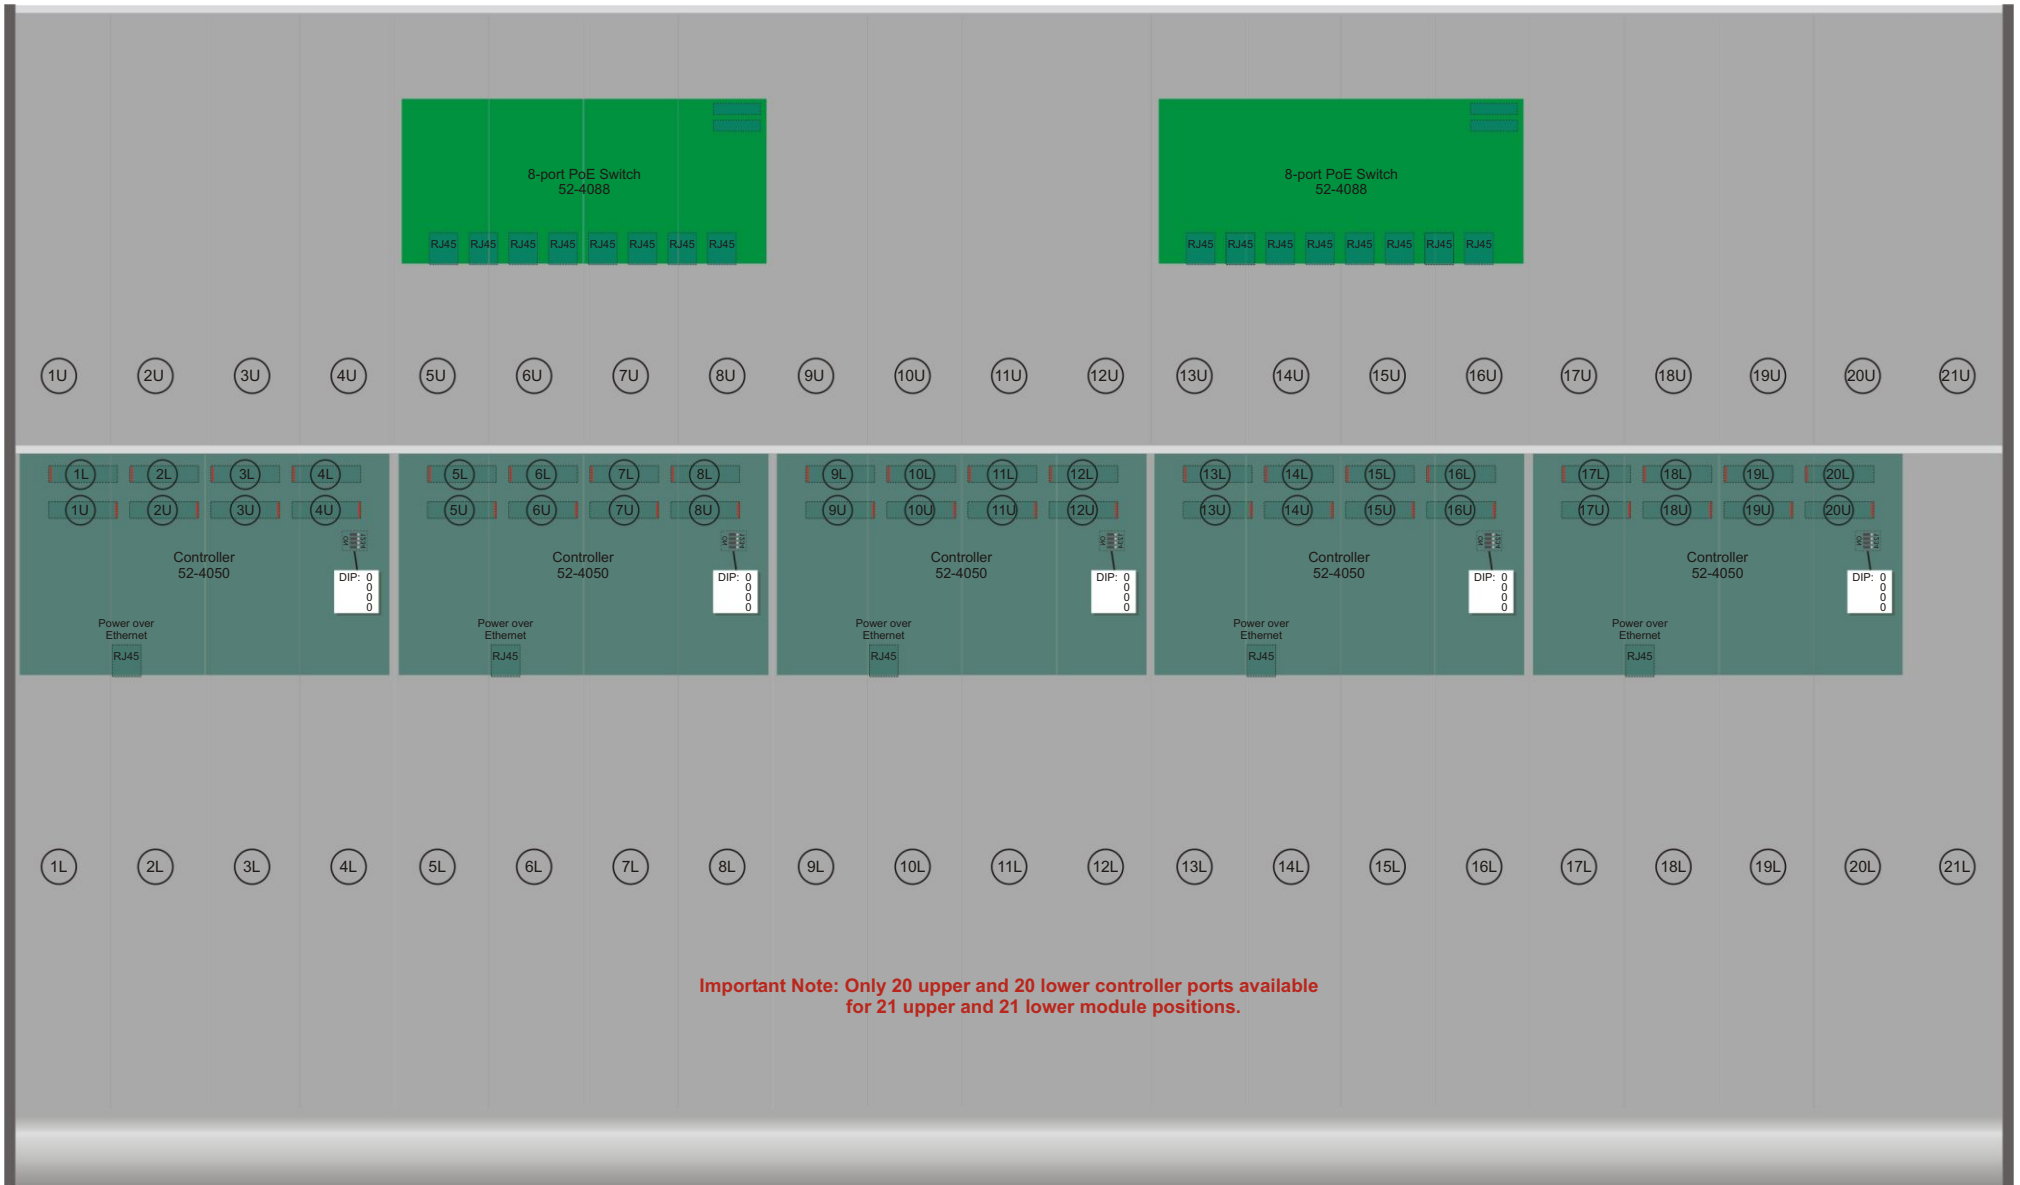 8-port PoE Switch
52-4088
RJ45 RJ45 RJ45 RJ45 RJ45 RJ45 RJ45 RJ45
8-port PoE Switch
52-4088
RJ45 RJ45 RJ45 RJ45 RJ45 RJ45 RJ45 RJ45
1U 2U 3U 4U 5U 6U 7U 8U 9U 10U 11U 12U 13U 14U 15U 16U 17U 18U 19U 20U 21U
1L 2L 3L 4L
1U 2U 3U 4U
Controller
52-4050
DIP: 0
0
0
0
Power over
Ethernet
RJ45
5L 6L 7L 8L
5U 6U 7U 8U
Controller
52-4050
DIP: 0
0
0
0
Power over
Ethernet
RJ45
9L 10L 11L 12L
9U 10U 11U 12U
Controller
52-4050
DIP: 0
0
0
0
Power over
Ethernet
RJ45
13L 14L 15L 16L
13U 14U 15U 16U
Controller
52-4050
DIP: 0
0
0
0
Power over
Ethernet
RJ45
17L 18L 19L 20L
17U 18U 19U 20U
Controller
52-4050
DIP: 0
0
0
0
Power over
Ethernet
RJ45
1L 2L 3L 4L 5L 6L 7L 8L 9L 10L 11L 12L 13L 14L 15L 16L 17L 18L 19L 20L 21L
Important Note: Only 20 upper and 20 lower controller ports available
for 21 upper and 21 lower module positions.